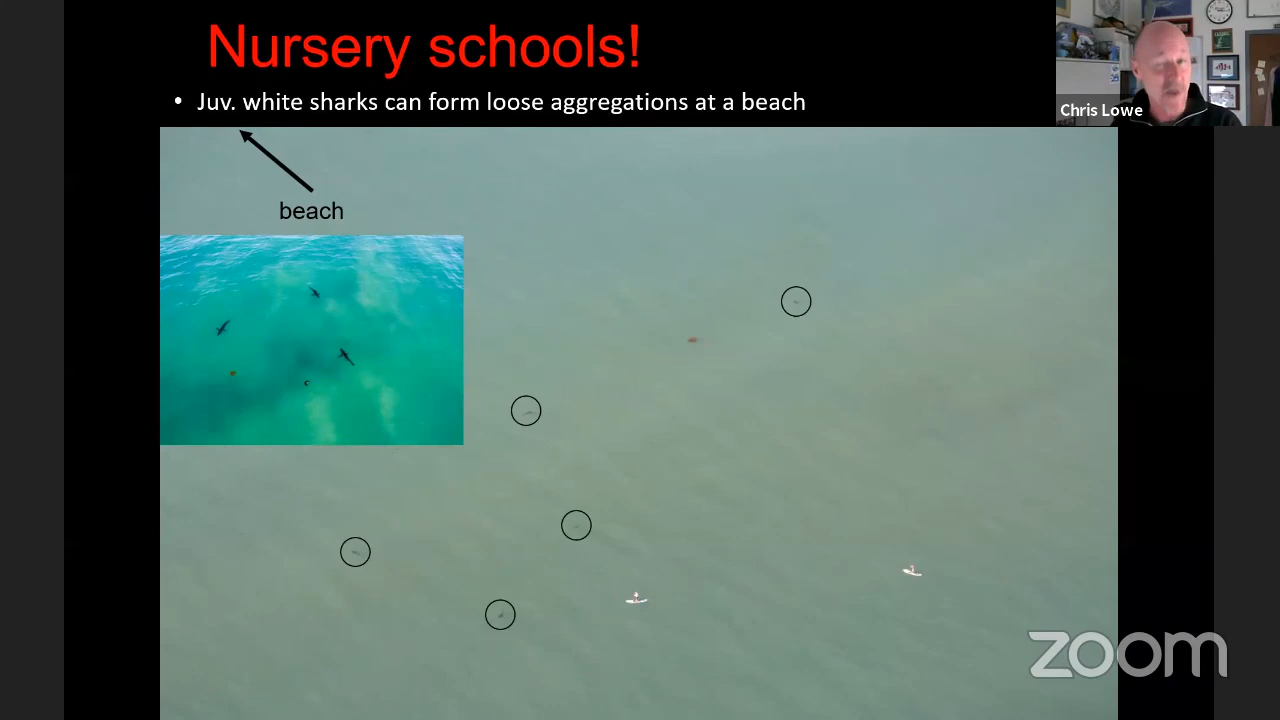 Nursery schools!
• Juv. white sharks can form loose aggregations at a beach
Chris Lowe
beach
zoom